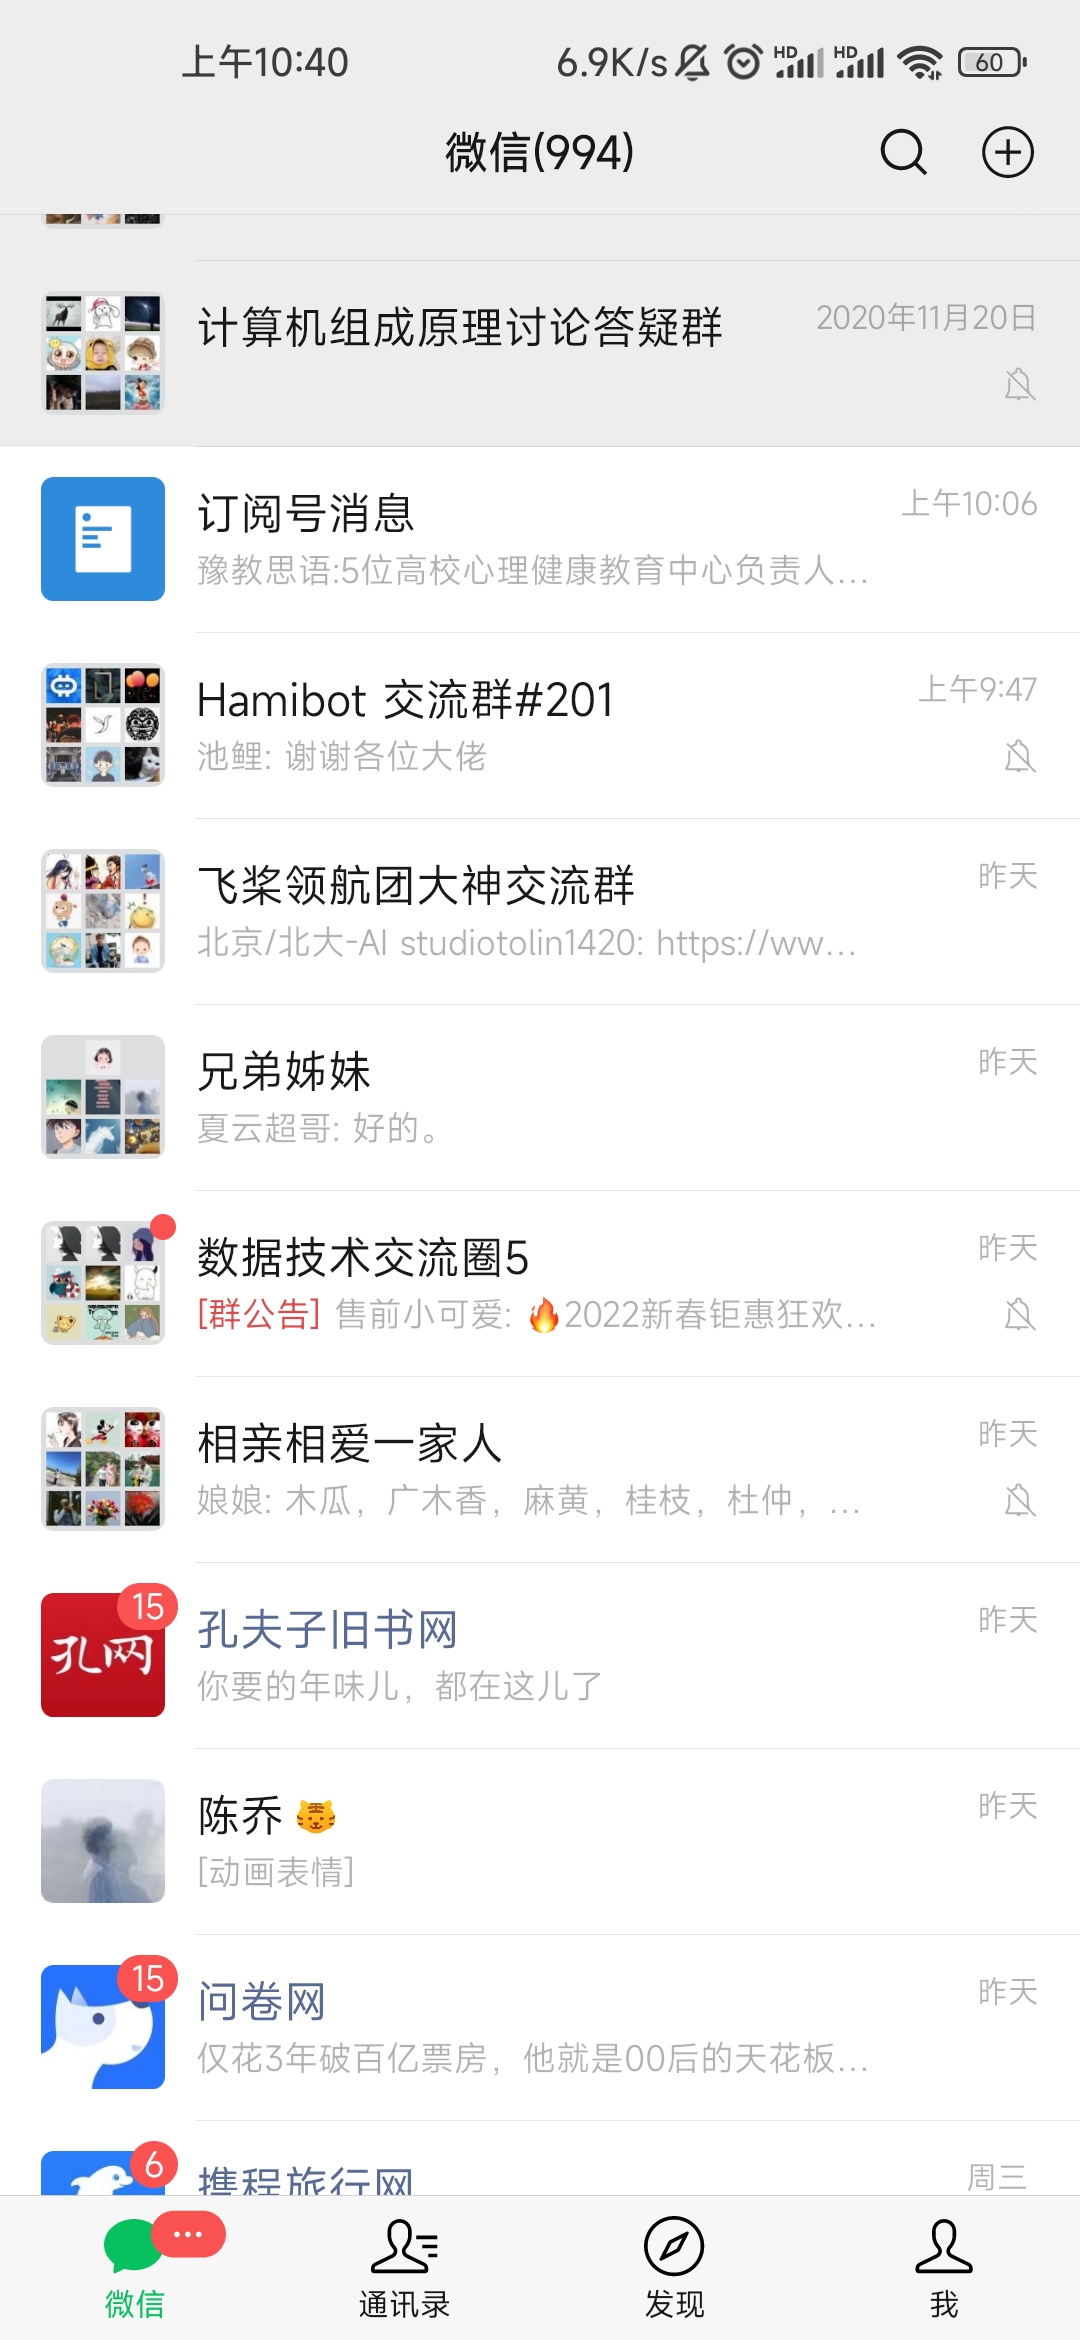 上午10:40
6.9K/s
HD
HD
60
微信(994)
计算机组成原理讨论答疑群
2020年11月20日
订阅号消息
上午10:06
豫教思语:5位高校心理健康教育中心负责人...
Hamibot 交流群#201
上午9:47
池鲤: 谢谢各位大佬
飞桨领航团大神交流群
昨天
北京/北大-AI studiotolin1420: https://ww...
兄弟姊妹
昨天
夏云超哥: 好的。
数据技术交流圈5
昨天
[群公告] 售前小可爱: 🔥2022新春钜惠狂欢...
相亲相爱一家人
昨天
娘娘: 木瓜，广木香，麻黄，桂枝，杜仲，...
孔网
15
孔夫子旧书网
昨天
你要的年味儿，都在这儿了
陈乔 🐯
昨天
[动画表情]
15
问卷网
昨天
仅花3年破百亿票房，他就是00后的天花板...
6
携程旅行网
周三
微信
通讯录
发现
我